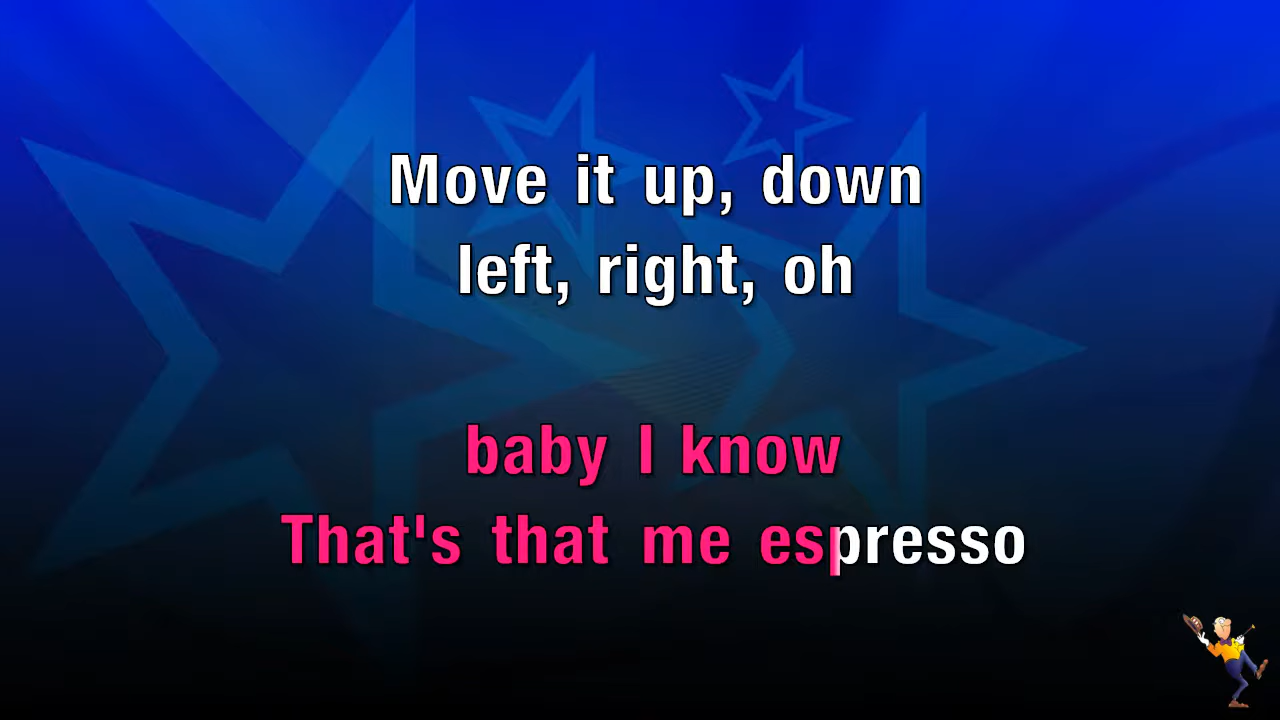 Move it up, down
left, right, oh
baby I know
That's that me espresso